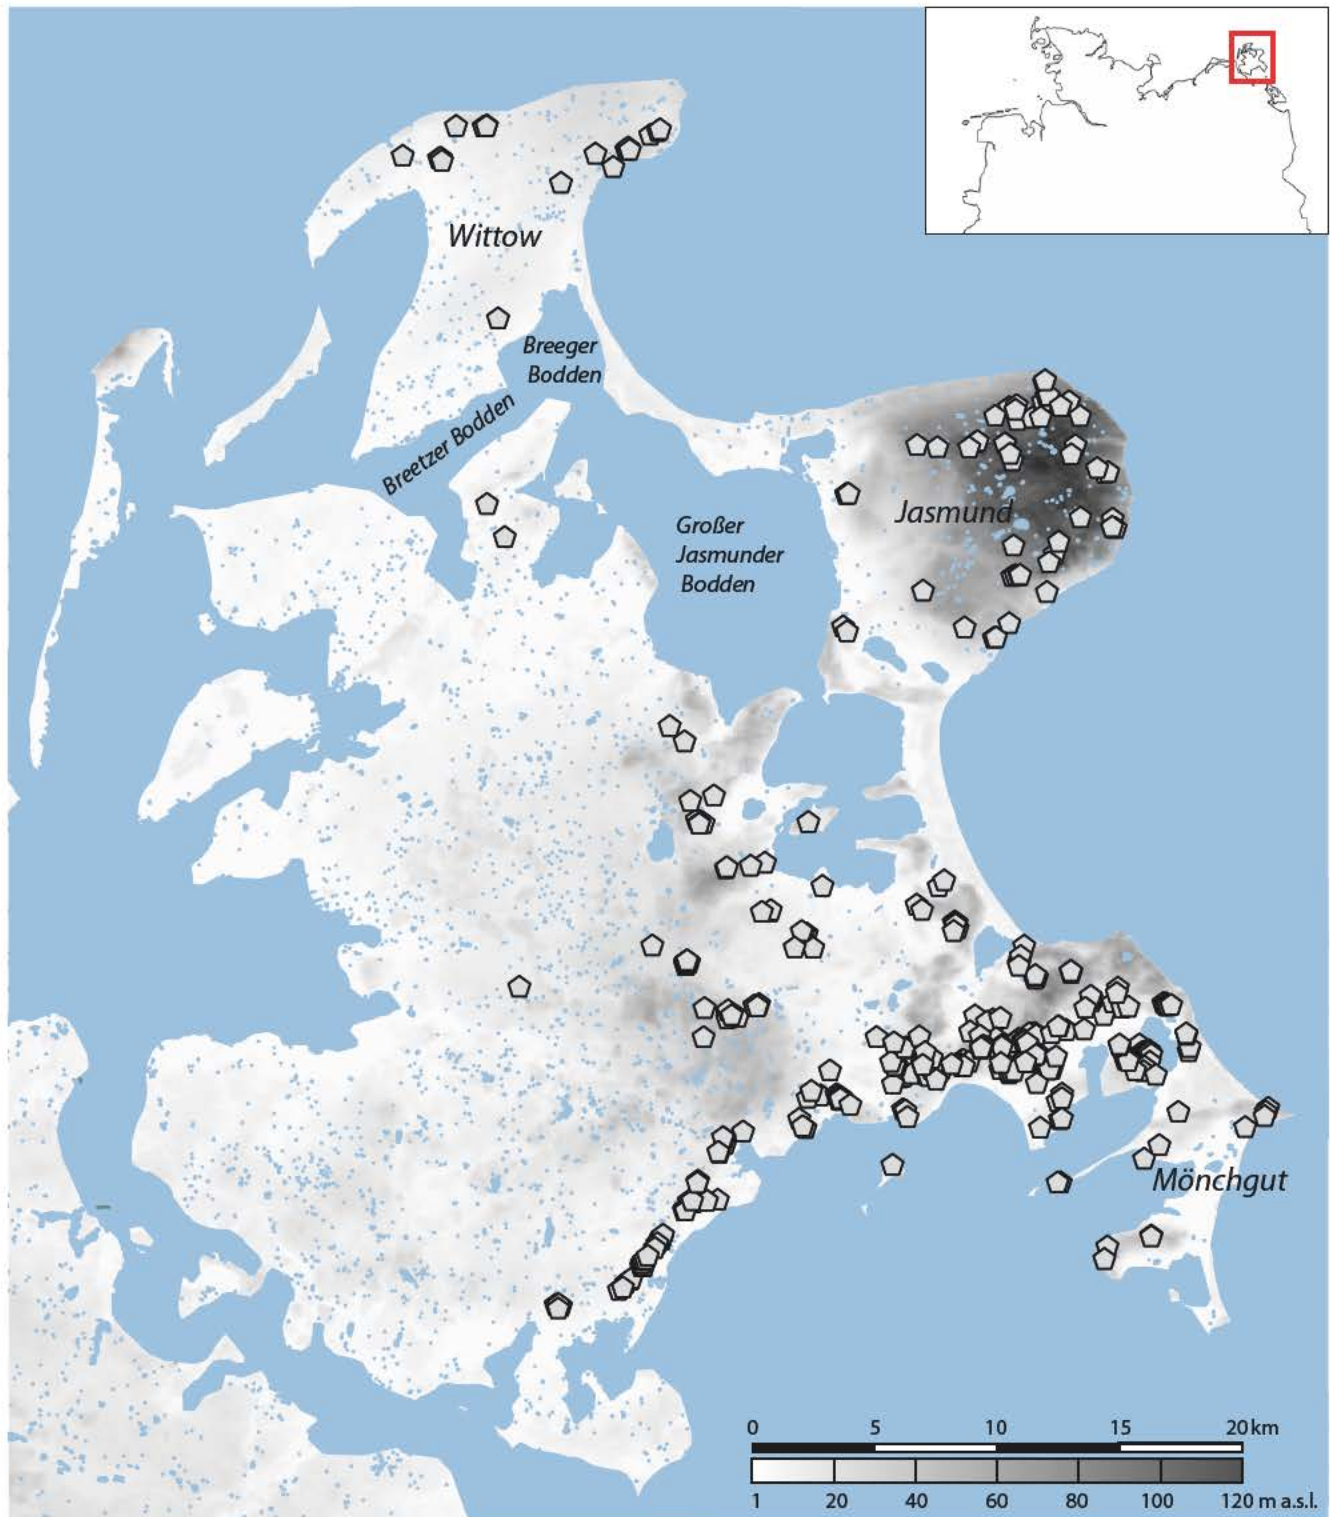 Wittow
Breeger
Bodden
Breetzer Bodden
Großer
Jasmunder
Bodden
Jasmund
Mönchgut
0 5 10 15 20 km
1 20 40 60 80 100 120 m a.s.l.